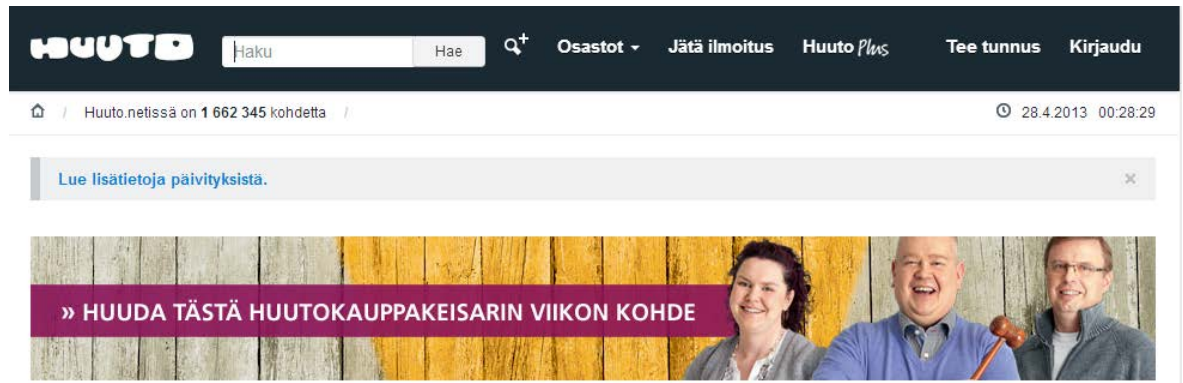 HUUTO Haku Hae Osastot Jätä ilmoitus Huuto Plus Tee tunnus Kirjaudu
/ Huuto.netissä on 1 662 345 kohdetta / 28.4.2013 00:28:29
Lue lisätietoja päivityksistä. ×
» HUUDA TÄSTÄ HUUTOKAUPPAKEISARIN VIIKON KOHDE